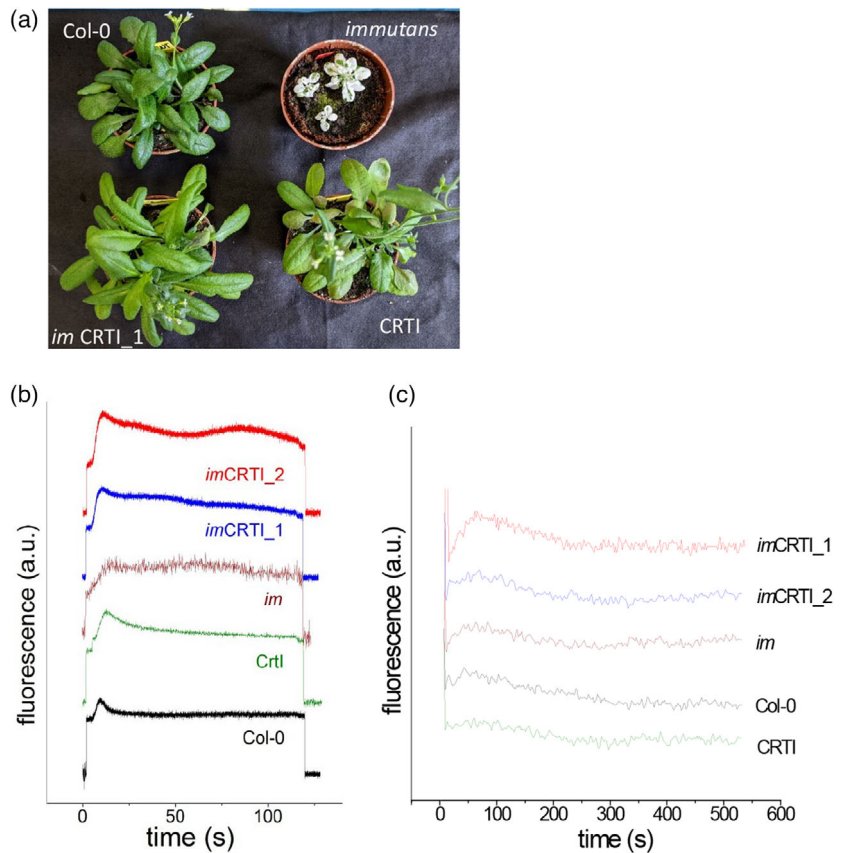 (a)
Col-0
immutans
im CRTI_1
CRTI
(b)
fluorescence (a.u.)
imCRTI_2
imCRTI_1
im
CrtI
Col-0
0
50
100
time (s)
(c)
fluorescence (a.u.)
imCRTI_1
imCRTI_2
im
Col-0
CRTI
0
100
200
300
400
500
600
time (s)